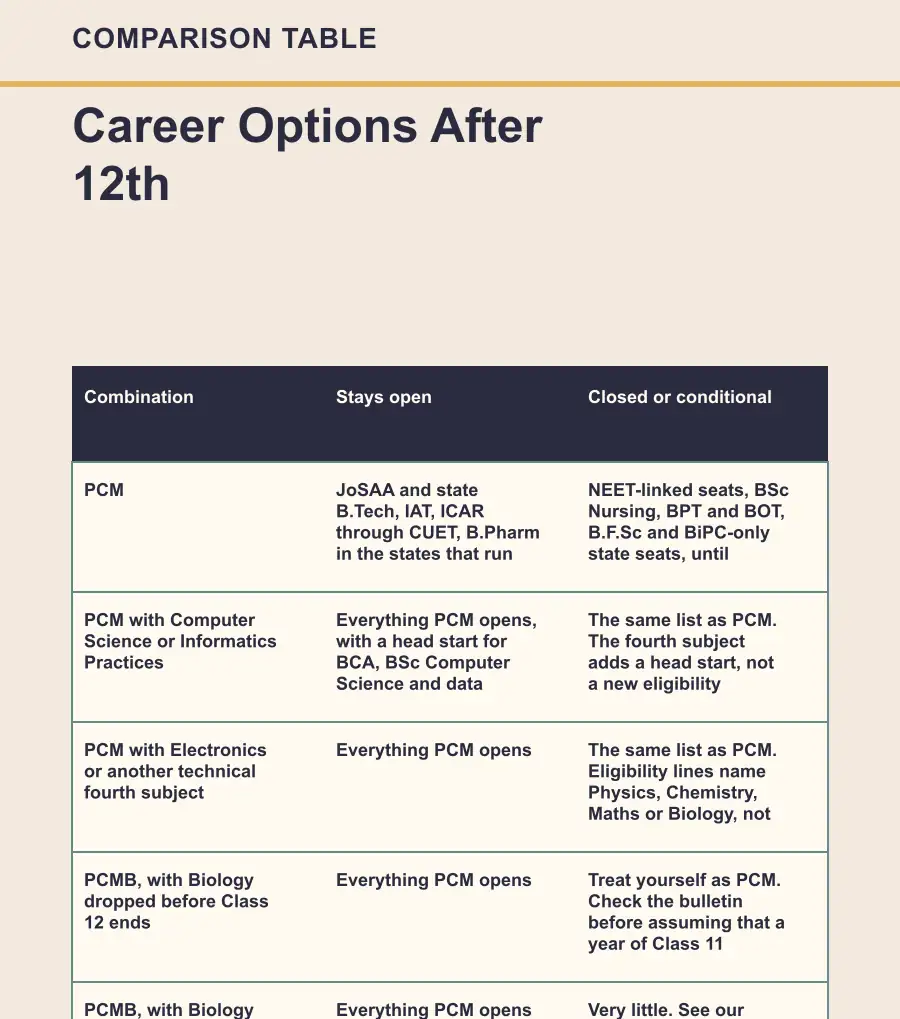 COMPARISON TABLE
Career Options After
12th
Combination
Stays open
Closed or conditional
PCM
JoSAA and state
B.Tech, IAT, ICAR
through CUET, B.Pharm
in the states that run
NEET-linked seats, BSc
Nursing, BPT and BOT,
B.F.Sc and BiPC-only
state seats, until
PCM with Computer
Science or Informatics
Practices
Everything PCM opens,
with a head start for
BCA, BSc Computer
Science and data
The same list as PCM.
The fourth subject
adds a head start, not
a new eligibility
PCM with Electronics
or another technical
fourth subject
Everything PCM opens
The same list as PCM.
Eligibility lines name
Physics, Chemistry,
Maths or Biology, not
PCMB, with Biology
dropped before Class
12 ends
Everything PCM opens
Treat yourself as PCM.
Check the bulletin
before assuming that a
year of Class 11
PCMB, with Biology
Everything PCM opens
Very little. See our